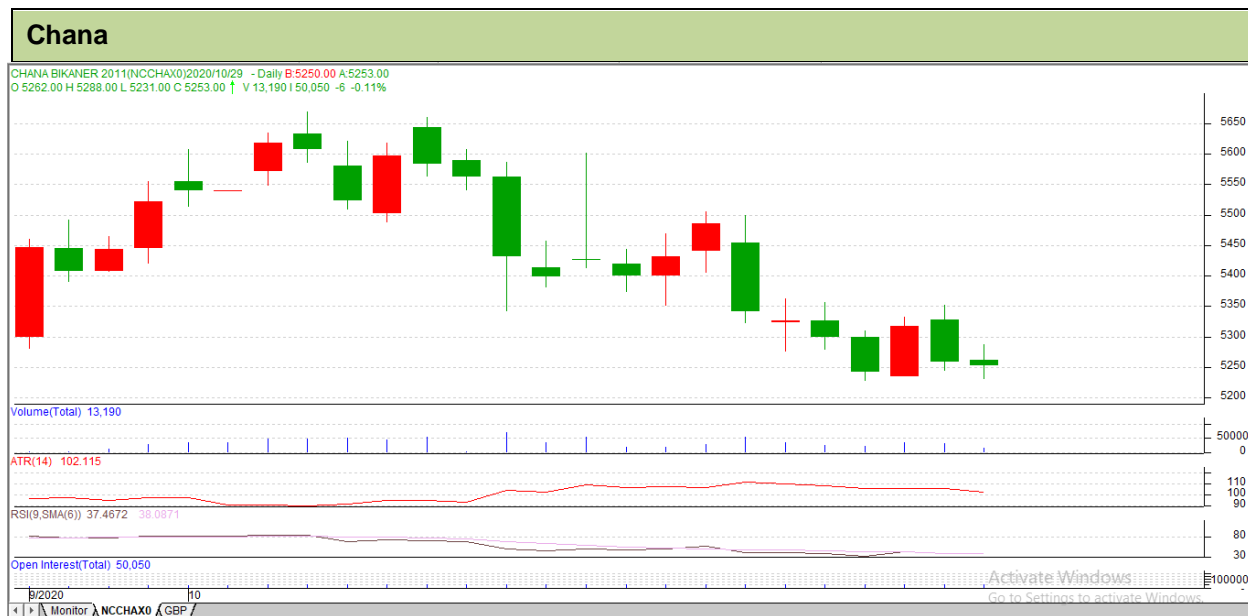 Chana
CHANA BIKANER 2011(NCCHAX0)2020/10/29 - Daily B:5250.00 A:5253.00
O 5262.00 H 5288.00 L 5231.00 C 5253.00 ↑ V 13,190 I 50,050 -6 -0.11%
5650
5600
5550
5500
5450
5400
5350
5300
5250
5200
Volume(Total) 13,190
50000
0
ATR(14) 102.115
110
100
90
RSI(9,SMA(6)) 37.4672 38.0871
80
30
Open Interest(Total) 50,050
100000
Activate Windows
9/2020 10
Go to Settings to activate Windows.
Monitor NCCHAX0 GBP